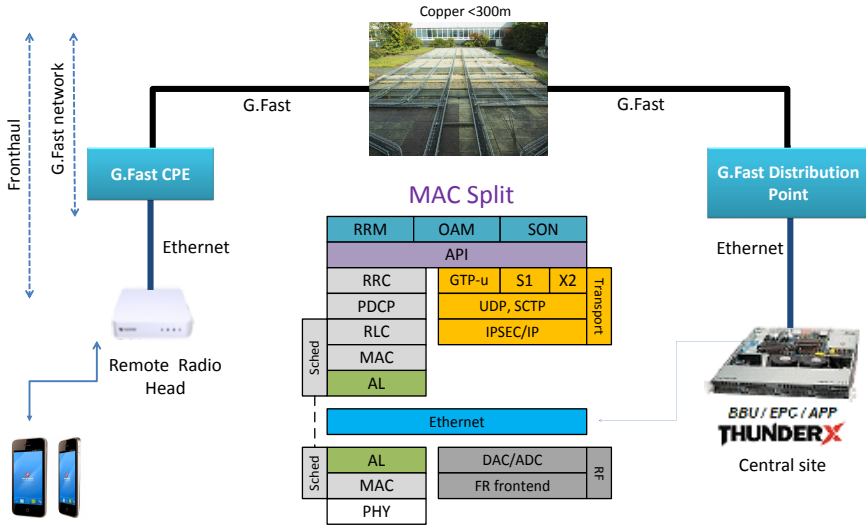 Copper <300m
G.Fast
G.Fast
Fronthaul
G.Fast network
G.Fast CPE
G.Fast Distribution
Point
MAC Split
Ethernet
Ethernet
RRM OAM SON
API
RRC GTP-u S1 X2
PDCP UDP, SCTP
RLC IPSEC/IP
MAC
AL
Sched
Transport
Remote Radio
Head
Ethernet
BBU / EPC / APP
THUNDERX
Central site
AL DAC/ADC
MAC FR frontend
PHY
Sched
RF